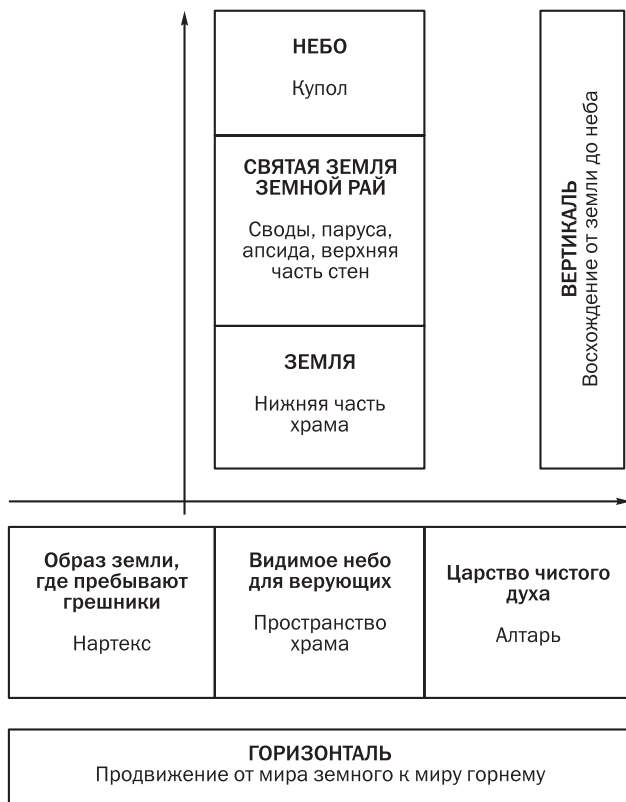 НЕБО
Купол
СВЯТАЯ ЗЕМЛЯ
ЗЕМНОЙ РАЙ
Своды, паруса,
апсида, верхняя
часть стен
ЗЕМЛЯ
Нижняя часть
храма
ВЕРТИКАЛЬ
Восхождение от земли до неба
Образ земли,
где пребывают
грешники
Нартекс
Видимое небо
для верующих
Пространство
храма
Царство чистого
духа
Алтарь
ГОРИЗОНТАЛЬ
Продвижение от мира земного к миру горнему